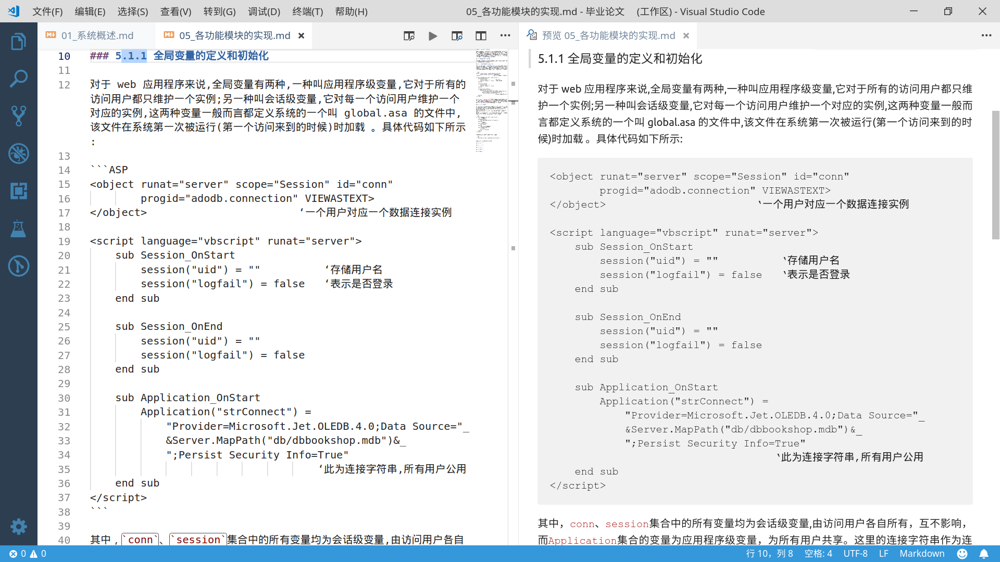 文件(F) 编辑(E) 选择(S) 查看(V) 转到(G) 调试(D) 终端(T) 帮助(H) 05_各功能模块的实现.md - 毕业论文 (工作区) - Visual Studio Code
01_系统概述.md 05_各功能模块的实现.md
10 ### 5.1.1 全局变量的定义和初始化
11
12 对于 web 应用程序来说,全局变量有两种,一种叫应用程序级变量,它对于所有的
访问用户都只维护一个实例;另一种叫会话级变量,它对每一个访问用户维护一个
对应的实例,这两种变量一般而言都定义系统的一个叫 global.asa 的文件中,
该文件在系统第一次被运行(第一个访问来到的时候)时加载 。具体代码如下所示
:
13
14 ```ASP
15 <object runat="server" scope="Session" id="conn"
16         progid="adodb.connection" VIEWASTEXT>
17 </object>                        ‘一个用户对应一个数据连接实例
18
19 <script language="vbscript" runat="server">
20     sub Session_OnStart
21         session("uid") = ""          ‘存储用户名
22         session("logfail") = false   ‘表示是否登录
23     end sub
24
25     sub Session_OnEnd
26         session("uid") = ""
27         session("logfail") = false
28     end sub
29
30     sub Application_OnStart
31         Application("strConnect") =
32             "Provider=Microsoft.Jet.OLEDB.4.0;Data Source="_
33             &Server.MapPath("db/dbbookshop.mdb")&_
34             ";Persist Security Info=True"
35                                     ‘此为连接字符串,所有用户公用
36     end sub
37 </script>
38 ```
39
40 其中，`conn`、`session`集合中的所有变量均为会话级变量,由访问用户各自
预览 05_各功能模块的实现.md
5.1.1 全局变量的定义和初始化
对于 web 应用程序来说,全局变量有两种,一种叫应用程序级变量,它对于所有的访问用户都只维
护一个实例;另一种叫会话级变量,它对每一个访问用户维护一个对应的实例,这两种变量一般而
言都定义系统的一个叫 global.asa 的文件中,该文件在系统第一次被运行(第一个访问来到的时
候)时加载 。具体代码如下所示:
<object runat="server" scope="Session" id="conn"
        progid="adodb.connection" VIEWASTEXT>
</object>                        ‘一个用户对应一个数据连接实例
<script language="vbscript" runat="server">
    sub Session_OnStart
        session("uid") = ""          ‘存储用户名
        session("logfail") = false   ‘表示是否登录
    end sub
    sub Session_OnEnd
        session("uid") = ""
        session("logfail") = false
    end sub
    sub Application_OnStart
        Application("strConnect") =
            "Provider=Microsoft.Jet.OLEDB.4.0;Data Source="_
            &Server.MapPath("db/dbbookshop.mdb")&_
            ";Persist Security Info=True"
                                    ‘此为连接字符串,所有用户公用
    end sub
</script>
其中，conn、session集合中的所有变量均为会话级变量,由访问用户各自所有，互不影响，
而Application集合的变量为应用程序级变量，为所有用户共享。这里的连接字符串作为连
0 0 行 10，列 8 空格: 4 UTF-8 LF Markdown